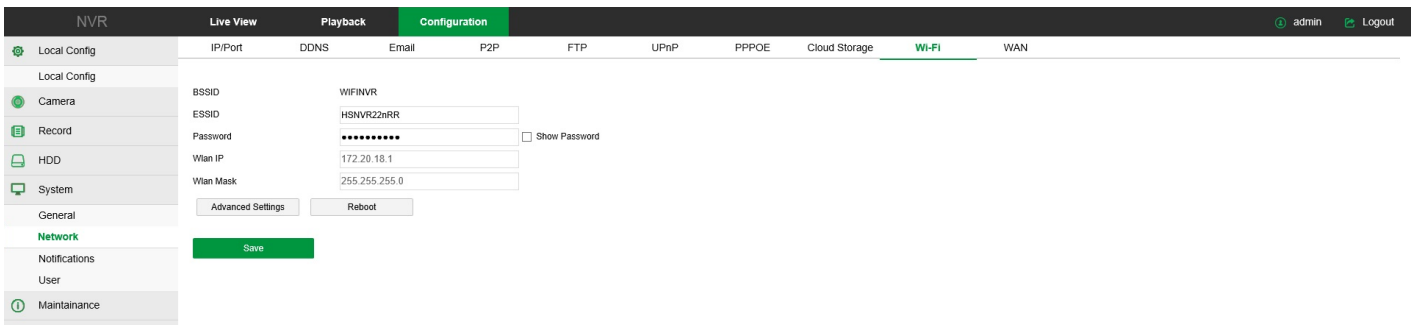 NVR Live View Playback Configuration admin Logout
Local Config IP/Port DDNS Email P2P FTP UPnP PPPOE Cloud Storage Wi-Fi WAN
Local Config
Camera
Record
HDD
System
General
Network
Notifications
User
Maintainance
BSSID WIFINVR
ESSID HSNVR22nRR
Password ●●●●●●●●●● Show Password
Wlan IP 172.20.18.1
Wlan Mask 255.255.255.0
Advanced Settings Reboot
Save